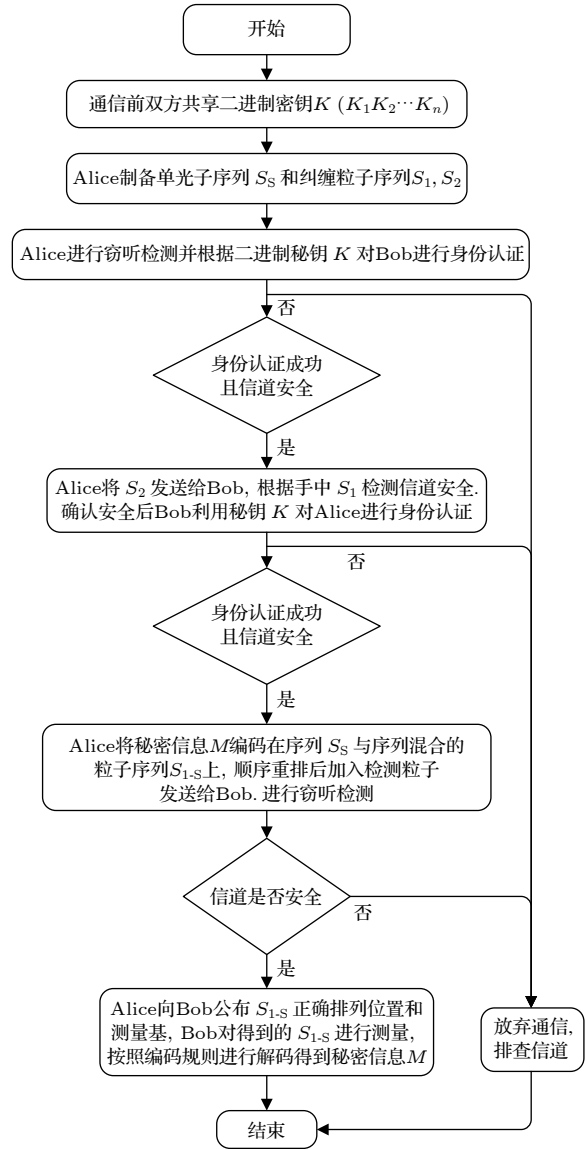 开始
通信前双方共享二进制密钥K (K₁K₂⋯Kₙ)
Alice制备单光子序列 S_S 和纠缠粒子序列S₁, S₂
Alice进行窃听检测并根据二进制秘钥 K 对Bob进行身份认证
否
身份认证成功
且信道安全
是
Alice将 S₂ 发送给Bob, 根据手中 S₁ 检测信道安全.
确认安全后Bob利用秘钥 K 对Alice进行身份认证
否
身份认证成功
且信道安全
是
Alice将秘密信息M编码在序列 S_S 与序列混合的
粒子序列S_{1-S}上, 顺序重排后加入检测粒子
发送给Bob. 进行窃听检测
信道是否安全
否
是
Alice向Bob公布 S_{1-S} 正确排列位置和
测量基, Bob对得到的 S_{1-S} 进行测量,
按照编码规则进行解码得到秘密信息M
放弃通信,
排查信道
结束